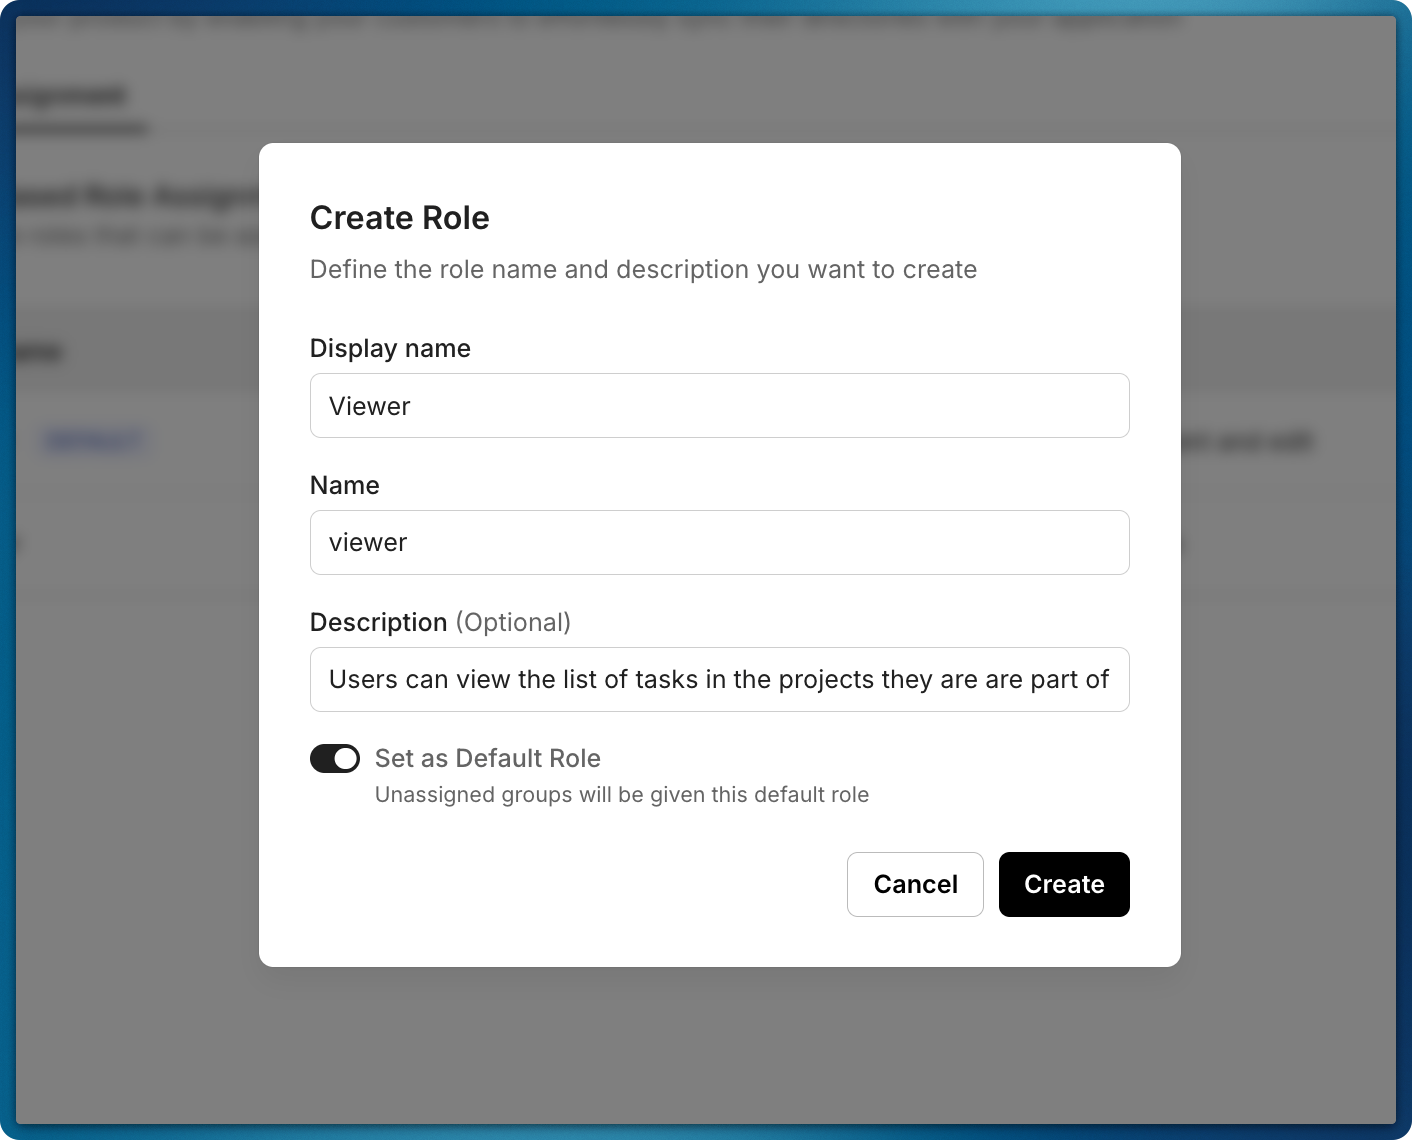 Create Role
Define the role name and description you want to create
Display name
Viewer
Name
viewer
Description (Optional)
Users can view the list of tasks in the projects they are are part of
Set as Default Role
Unassigned groups will be given this default role
Cancel
Create